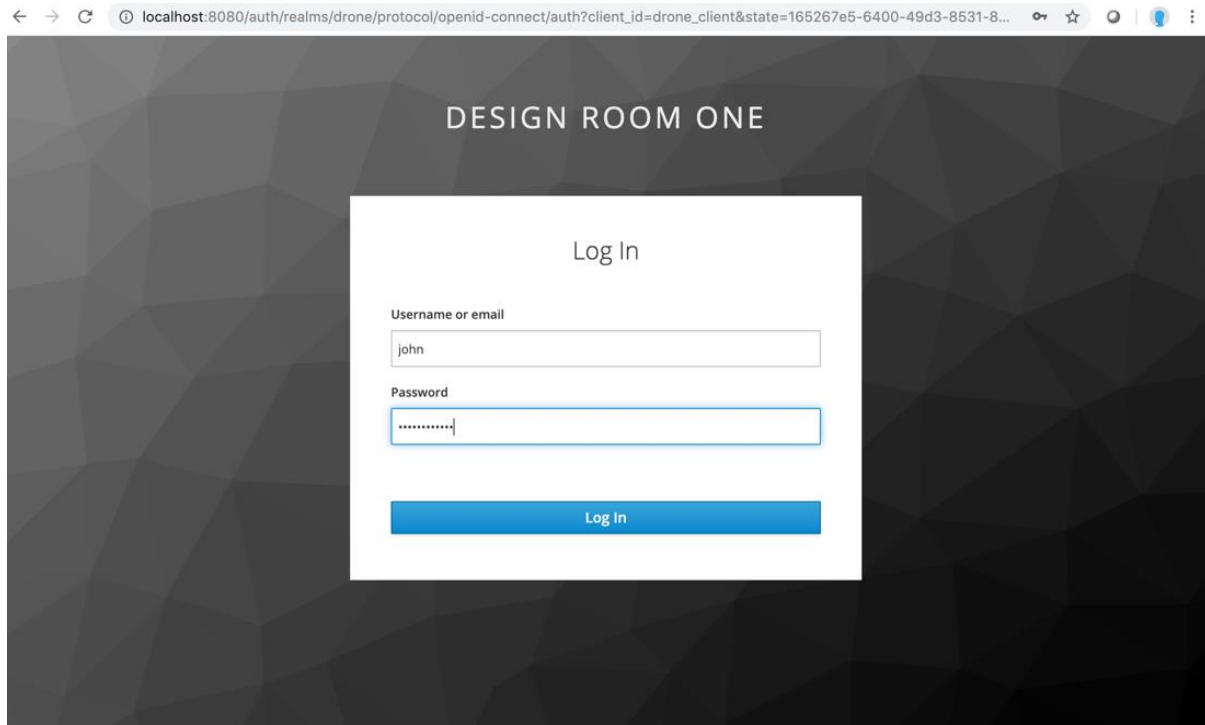 localhost:8080/auth/realms/drone/protocol/openid-connect/auth?client_id=drone_client&state=165267e5-6400-49d3-8531-8...
DESIGN ROOM ONE
Log In
Username or email
john
Password
••••••••••••
Log In